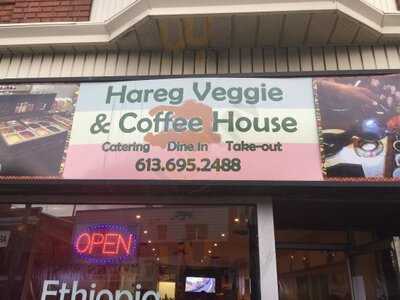 Hareg Veggie
& Coffee House
Catering Dine In Take-out
613.695.2488
OPEN
Ethiopia